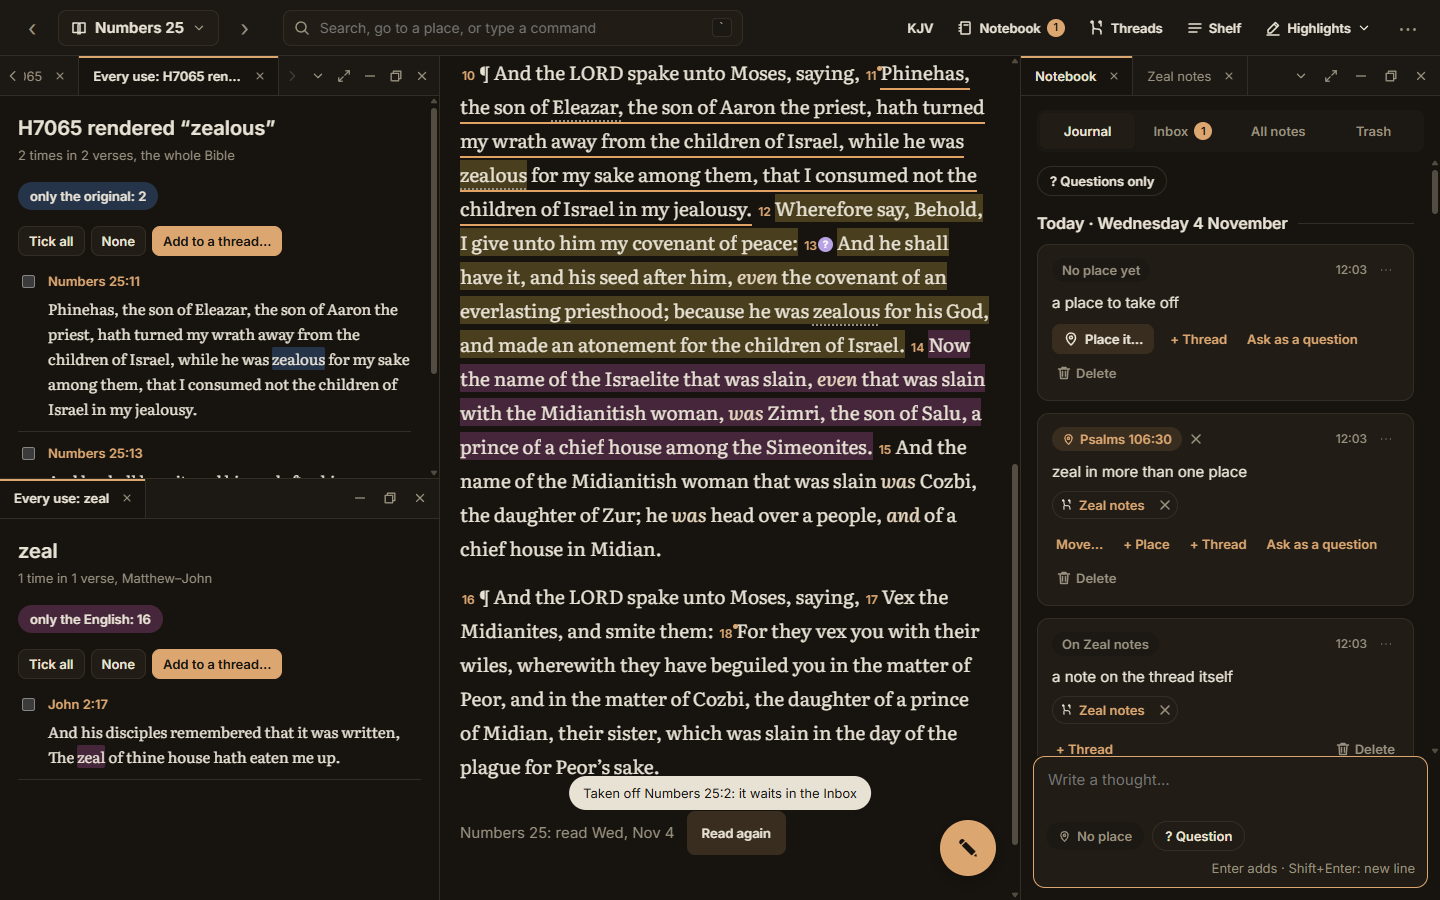 Numbers 25
Search, go to a place, or type a command
`
KJV
Notebook 1
Threads
Shelf
Highlights
Every use: H7065 ren...
H7065 rendered “zealous”
2 times in 2 verses, the whole Bible
only the original: 2
Tick all
None
Add to a thread...
Numbers 25:11
Phinehas, the son of Eleazar, the son of Aaron the
priest, hath turned my wrath away from the
children of Israel, while he was zealous for my sake
among them, that I consumed not the children of
Israel in my jealousy.
Numbers 25:13
Every use: zeal
zeal
1 time in 1 verse, Matthew–John
only the English: 16
Tick all
None
Add to a thread...
John 2:17
And his disciples remembered that it was written,
The zeal of thine house hath eaten me up.
10 ¶ And the LORD spake unto Moses, saying, 11 Phinehas,
the son of Eleazar, the son of Aaron the priest, hath turned
my wrath away from the children of Israel, while he was
zealous for my sake among them, that I consumed not the
children of Israel in my jealousy. 12 Wherefore say, Behold,
I give unto him my covenant of peace: 13 ? And he shall
have it, and his seed after him, even the covenant of an
everlasting priesthood; because he was zealous for his God,
and made an atonement for the children of Israel. 14 Now
the name of the Israelite that was slain, even that was slain
with the Midianitish woman, was Zimri, the son of Salu, a
prince of a chief house among the Simeonites. 15 And the
name of the Midianitish woman that was slain was Cozbi,
the daughter of Zur; he was head over a people, and of a
chief house in Midian.
16 ¶ And the LORD spake unto Moses, saying, 17 Vex the
Midianites, and smite them: 18 For they vex you with their
wiles, wherewith they have beguiled you in the matter of
Peor, and in the matter of Cozbi, the daughter of a prince
of Midian, their sister, which was slain in the day of the
plague for Peor’s sake.
Taken off Numbers 25:2: it waits in the Inbox
Numbers 25: read Wed, Nov 4
Read again
Notebook
Zeal notes
Journal
Inbox 1
All notes
Trash
? Questions only
Today · Wednesday 4 November
No place yet
12:03
a place to take off
Place it...
+ Thread
Ask as a question
Delete
Psalms 106:30
12:03
zeal in more than one place
Zeal notes
Move...
+ Place
+ Thread
Ask as a question
Delete
On Zeal notes
12:03
a note on the thread itself
Zeal notes
+ Thread
Delete
Write a thought...
No place
? Question
Enter adds · Shift+Enter: new line